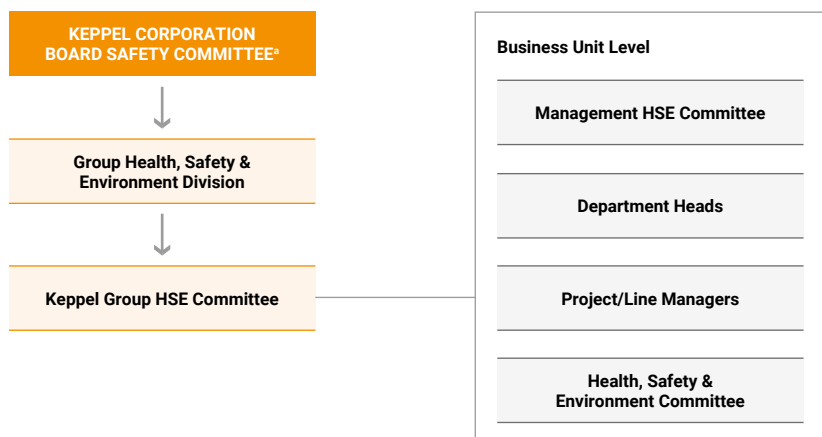 KEPPEL CORPORATION
BOARD SAFETY COMMITTEEª
Group Health, Safety &
Environment Division
Keppel Group HSE Committee
Business Unit Level
Management HSE Committee
Department Heads
Project/Line Managers
Health, Safety &
Environment Committee